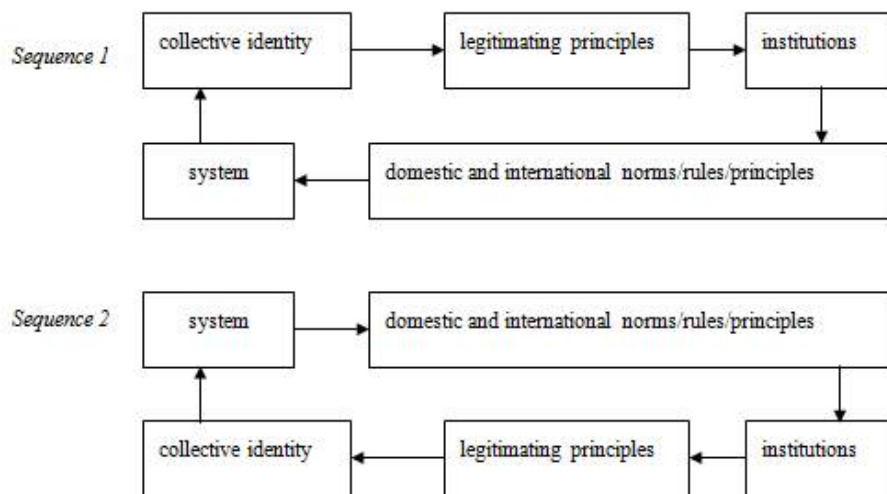 collective identity
legitimating principles
institutions
Sequence 1
system
domestic and international norms/rules/principles
Sequence 2
system
domestic and international norms/rules/principles
collective identity
legitimating principles
institutions